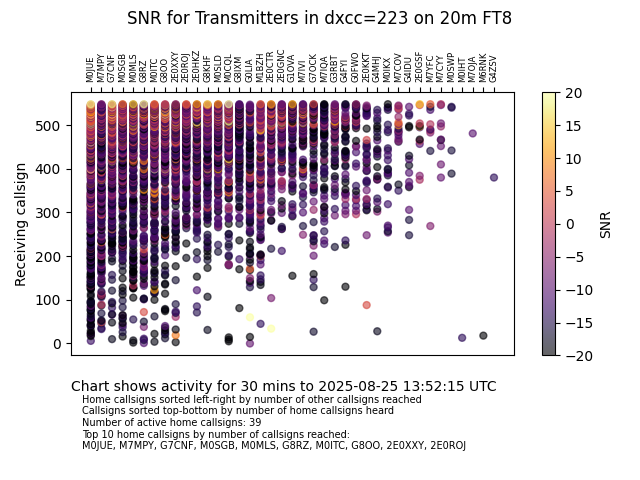 SNR for Transmitters in dxcc=223 on 20m FT8
M0JUE
M7MPY
G7CNF
M0SGB
M0MLS
G8RZ
M0ITC
G8OO
2E0XXY
2E0ROJ
2E0HKZ
G8KHF
M0SLD
M0CQL
G8IXM
G0LIA
M1BZH
2E0CTR
2E0GNC
G1OVA
M7IVI
G7OCK
M7IQA
G3RBT
G4FYI
G0FWO
2E0KKT
G4MHJ
M0IKX
M7COV
G4IDU
2E0GSF
M7YFC
M7CYY
M0SWP
M0IHT
M7OJA
M6RNK
G4ZSV
500
400
300
200
100
0
Receiving callsign
20
15
10
5
0
−5
−10
−15
−20
SNR
Chart shows activity for 30 mins to 2025-08-25 13:52:15 UTC
Home callsigns sorted left-right by number of other callsigns reached
Callsigns sorted top-bottom by number of home callsigns heard
Number of active home callsigns: 39
Top 10 home callsigns by number of callsigns reached:
M0JUE, M7MPY, G7CNF, M0SGB, M0MLS, G8RZ, M0ITC, G8OO, 2E0XXY, 2E0ROJ